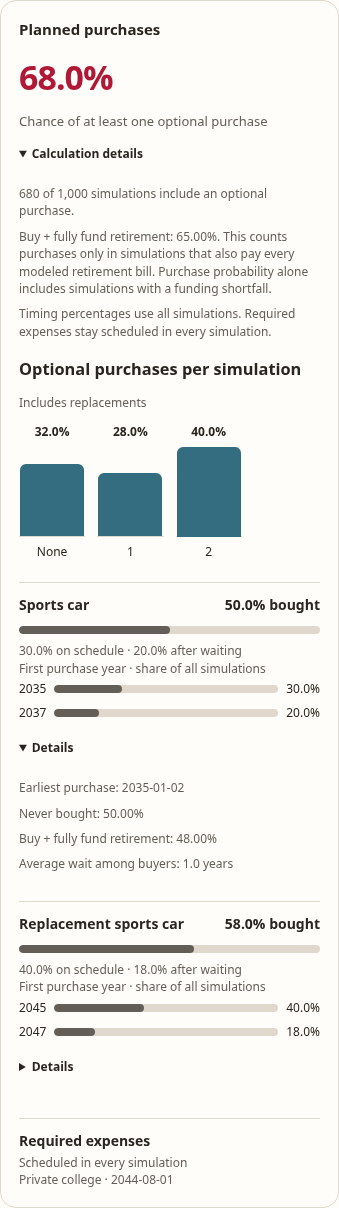 Planned purchases
68.0%
Chance of at least one optional purchase
▼ Calculation details
680 of 1,000 simulations include an optional
purchase.
Buy + fully fund retirement: 65.00%. This counts
purchases only in simulations that also pay every
modeled retirement bill. Purchase probability alone
includes simulations with a funding shortfall.
Timing percentages use all simulations. Required
expenses stay scheduled in every simulation.
Optional purchases per simulation
Includes replacements
32.0% 28.0% 40.0%
None 1 2
Sports car 50.0% bought
30.0% on schedule · 20.0% after waiting
First purchase year · share of all simulations
2035 30.0%
2037 20.0%
▼ Details
Earliest purchase: 2035-01-02
Never bought: 50.00%
Buy + fully fund retirement: 48.00%
Average wait among buyers: 1.0 years
Replacement sports car 58.0% bought
40.0% on schedule · 18.0% after waiting
First purchase year · share of all simulations
2045 40.0%
2047 18.0%
▶ Details
Required expenses
Scheduled in every simulation
Private college · 2044-08-01